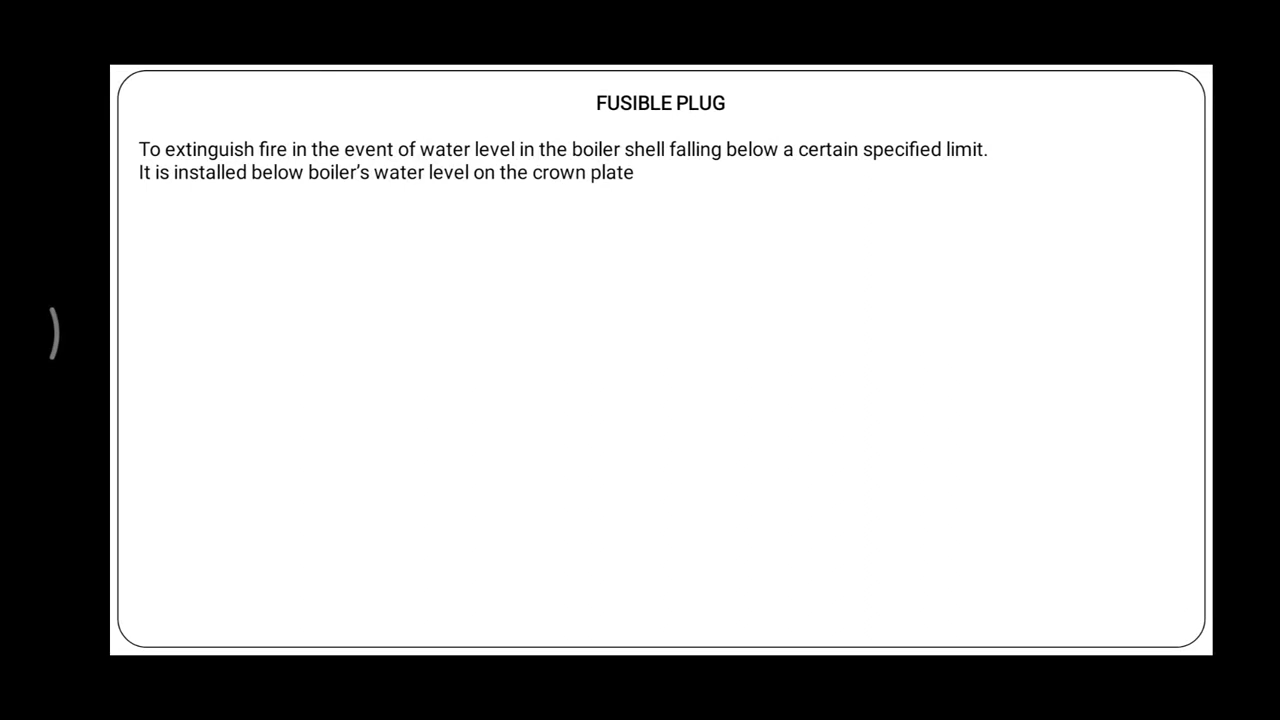 FUSIBLE PLUG
To extinguish fire in the event of water level in the boiler shell falling below a certain specified limit.
It is installed below boiler’s water level on the crown plate